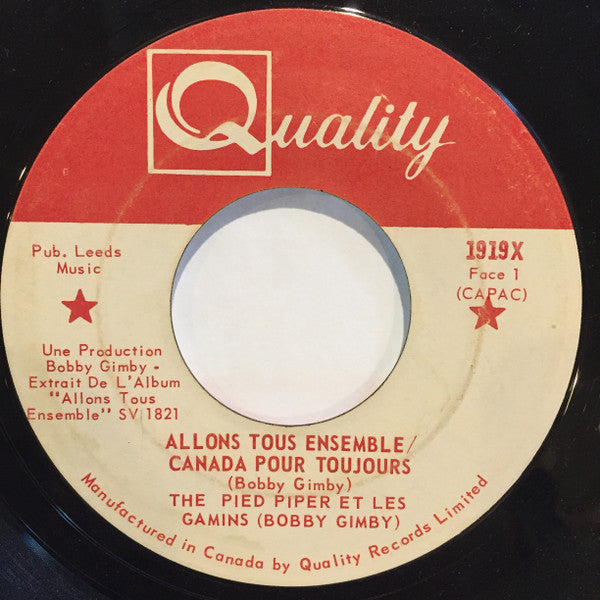 Quality
Pub. Leeds
Music
1919X
Face 1
(CAPAC)
Une Production
Bobby Gimby -
Extrait De L'Album
"Allons Tous
Ensemble" SV 1821
ALLONS TOUS ENSEMBLE/
CANADA POUR TOUJOURS
(Bobby Gimby)
THE PIED PIPER ET LES
GAMINS (BOBBY GIMBY)
Manufactured in Canada by Quality Records Limited